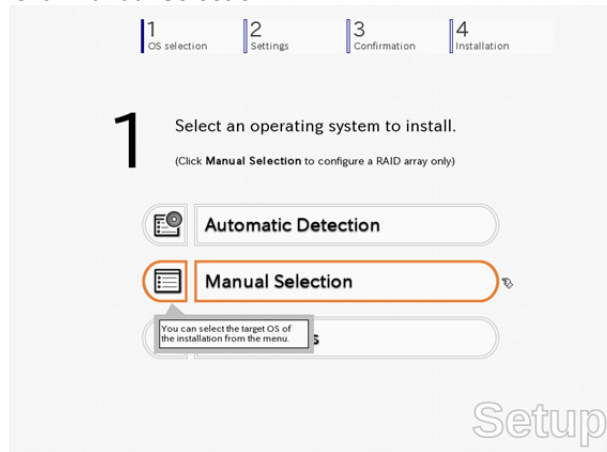 1 2 3 4
OS selection Settings Confirmation Installation
1 Select an operating system to install.
(Click Manual Selection to configure a RAID array only)
Automatic Detection
Manual Selection
You can select the target OS of
the installation from the menu.
Setup